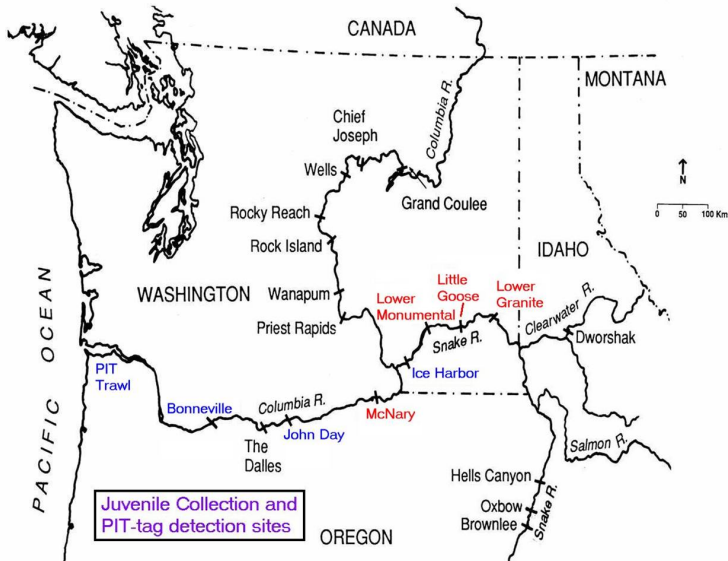 CANADA
MONTANA
Columbia R.
Chief
Joseph
Wells
Grand Coulee
N
0 50 100 Km
Rocky Reach
Rock Island
IDAHO
WASHINGTON
Wanapum
Priest Rapids
Lower
Monumental
Little
Goose
Lower
Granite
Snake R.
Clearwater R.
Dworshak
PACIFIC OCEAN
PIT
Trawl
Ice Harbor
Bonneville
Columbia R.
McNary
The
Dalles
John Day
Salmon R.
Hells Canyon
Oxbow
Brownlee
Snake R.
Juvenile Collection and
PIT-tag detection sites
OREGON